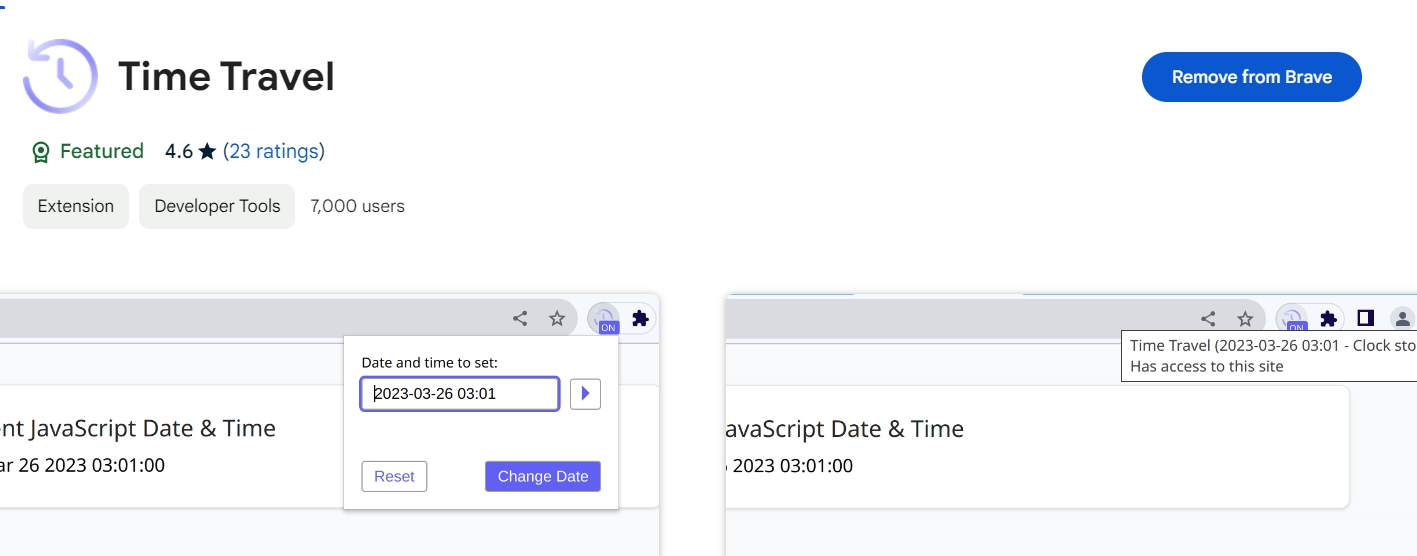 Time Travel
Remove from Brave
Featured 4.6 ★ (23 ratings)
Extension Developer Tools 7,000 users
ON
Date and time to set:
2023-03-26 03:01
nt JavaScript Date & Time
ar 26 2023 03:01:00
Reset Change Date
ON
Time Travel (2023-03-26 03:01 - Clock sto
Has access to this site
avaScript Date & Time
2023 03:01:00